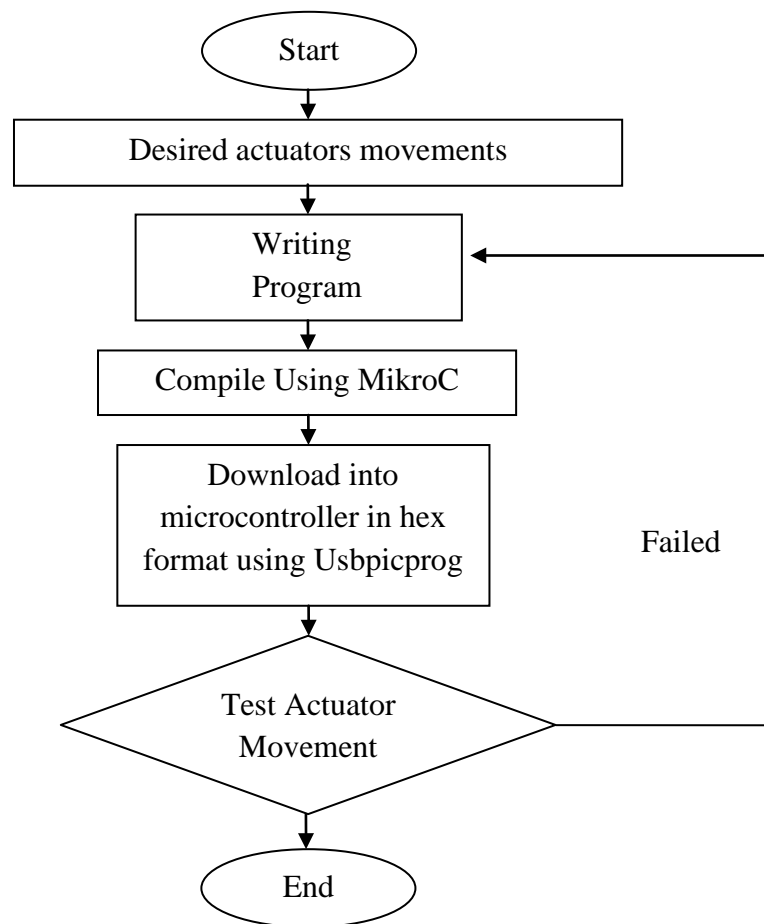 Start
Desired actuators movements
Writing
Program
Compile Using MikroC
Download into
microcontroller in hex
format using Usbpicprog
Failed
Test Actuator
Movement
End